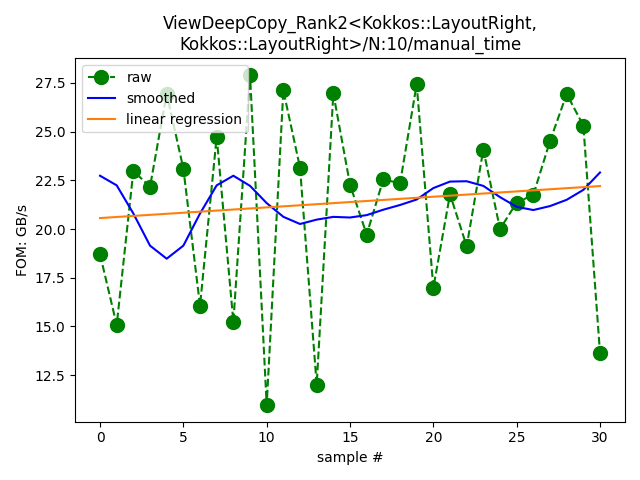 ViewDeepCopy_Rank2<Kokkos::LayoutRight,
Kokkos::LayoutRight>/N:10/manual_time
raw
smoothed
linear regression
FOM: GB/s
27.5
25.0
22.5
20.0
17.5
15.0
12.5
0 5 10 15 20 25 30
sample #